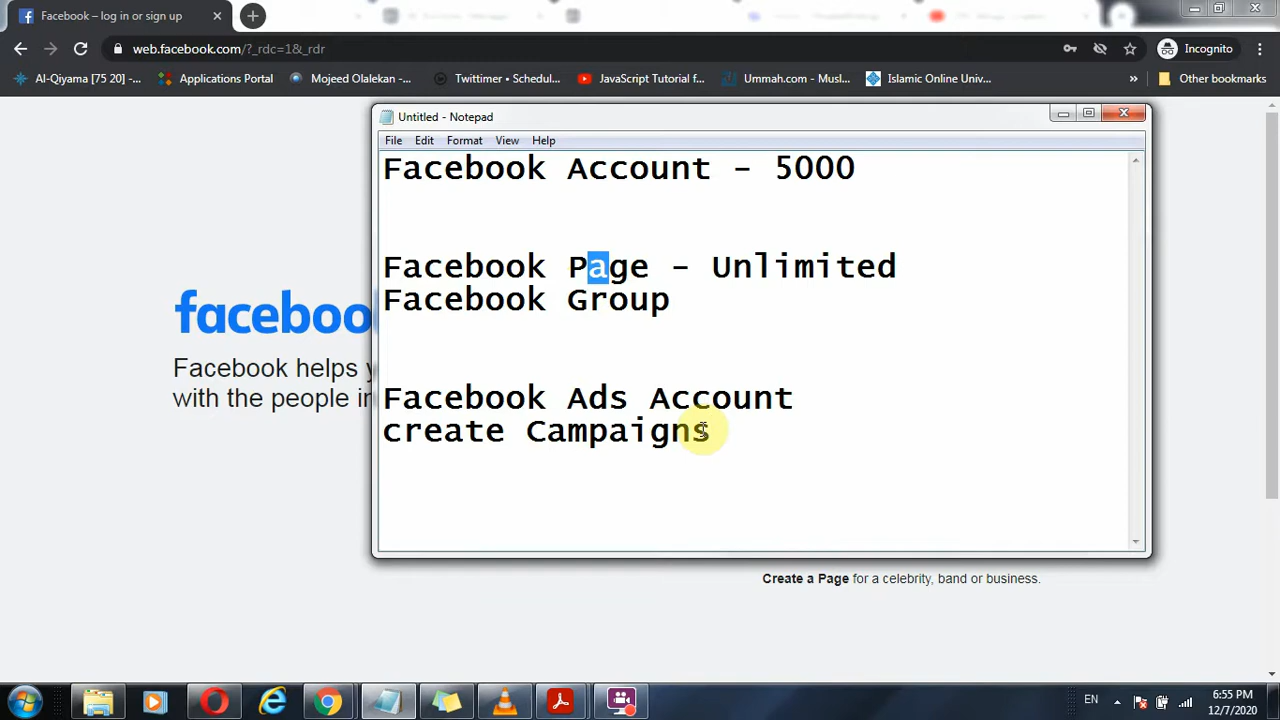 Facebook – log in or sign up
web.facebook.com/?_rdc=1&_rdr
Incognito
Al-Qiyama [75 20] -...
Applications Portal
Mojeed Olalekan -...
Twittimer • Schedul...
JavaScript Tutorial f...
Ummah.com - Musl...
Islamic Online Univ...
»
Other bookmarks
Untitled - Notepad
File Edit Format View Help
Facebook Account - 5000
Facebook Page - Unlimited
Facebook Group
Facebook Ads Account
create Campaigns
faceboo
Facebook helps y
with the people in
Create a Page for a celebrity, band or business.
EN
6:55 PM
12/7/2020